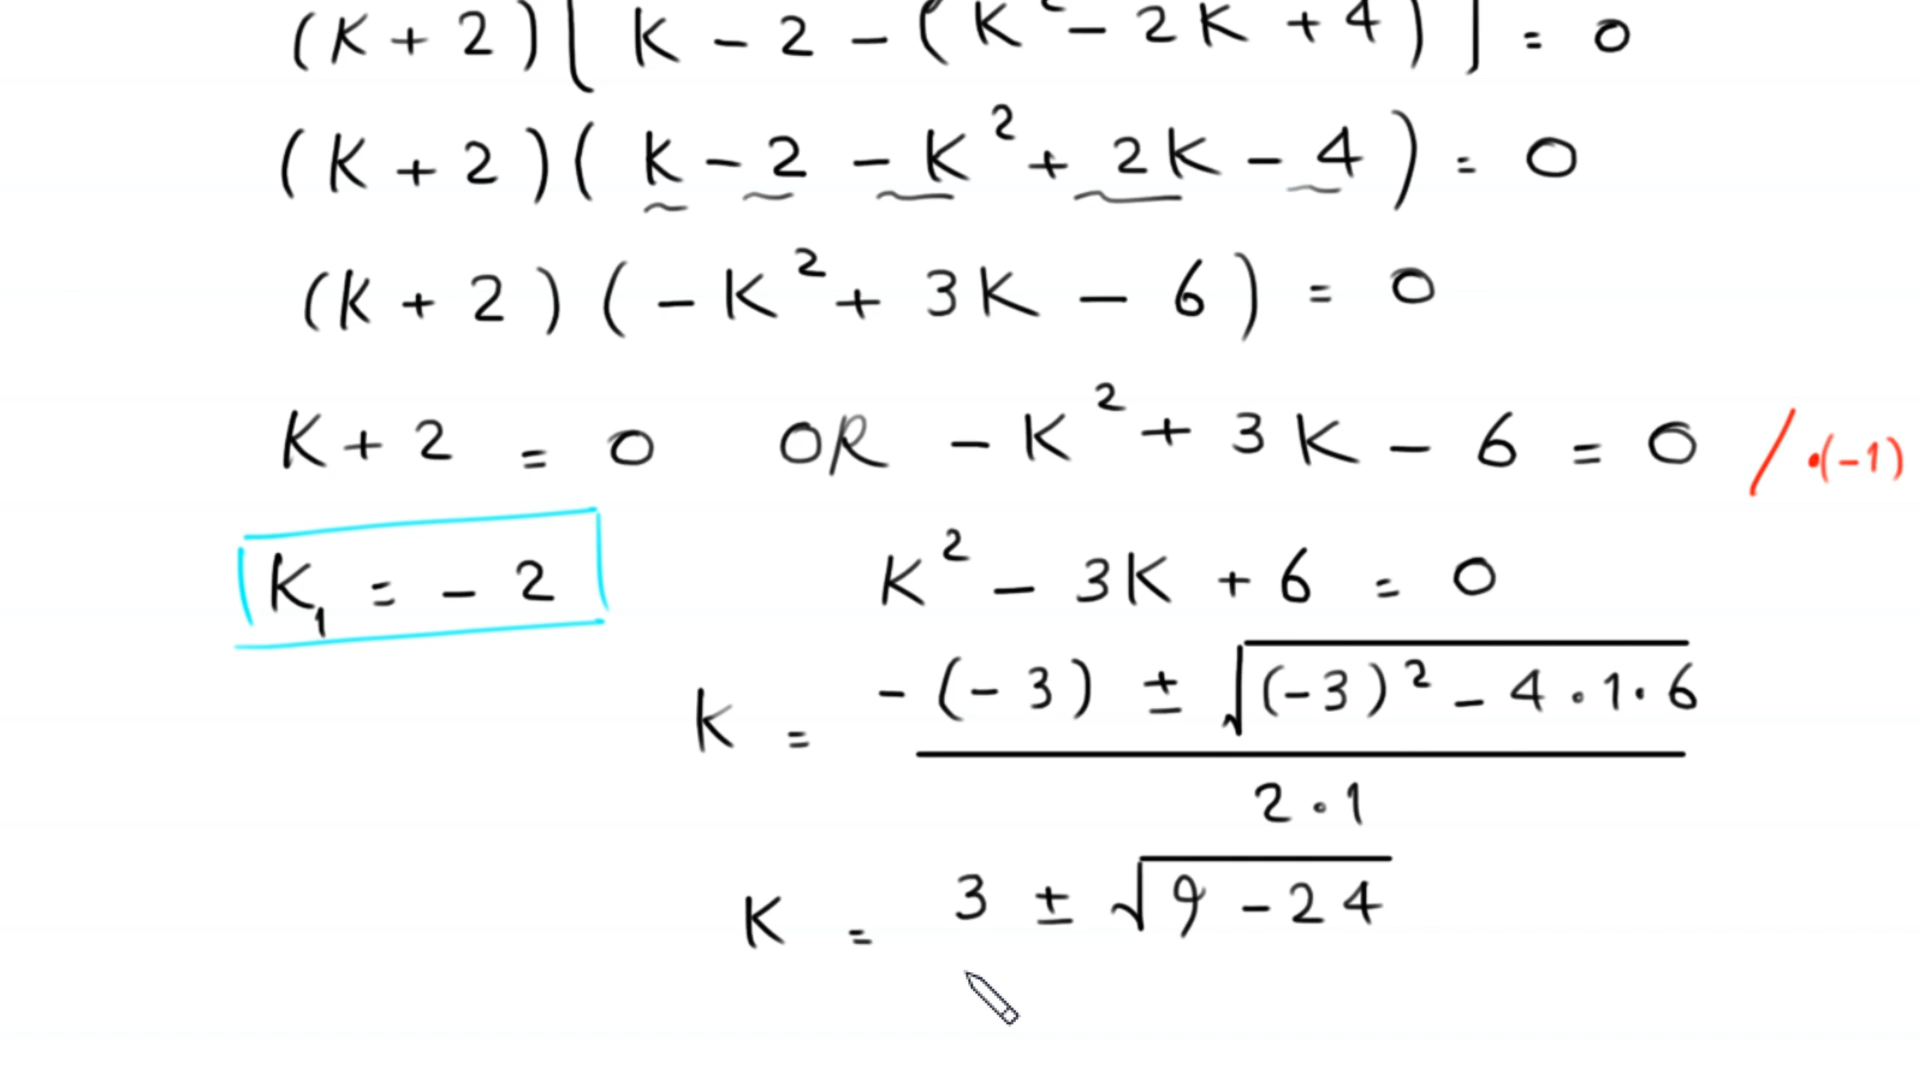 (K + 2)[K - 2 - (K² - 2K + 4)] = 0
(K + 2)(K - 2 - K² + 2K - 4) = 0
(K + 2)(-K² + 3K - 6) = 0
K + 2 = 0 OR -K² + 3K - 6 = 0 / ·(-1)
K₁ = -2
K² - 3K + 6 = 0
K = (-(-3) ± √((-3)² - 4·1·6)) / (2·1)
K = 3 ± √(9 - 24)